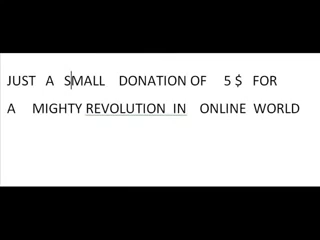 JUST A SMALL DONATION OF 5 $ FOR
A MIGHTY REVOLUTION IN ONLINE WORLD